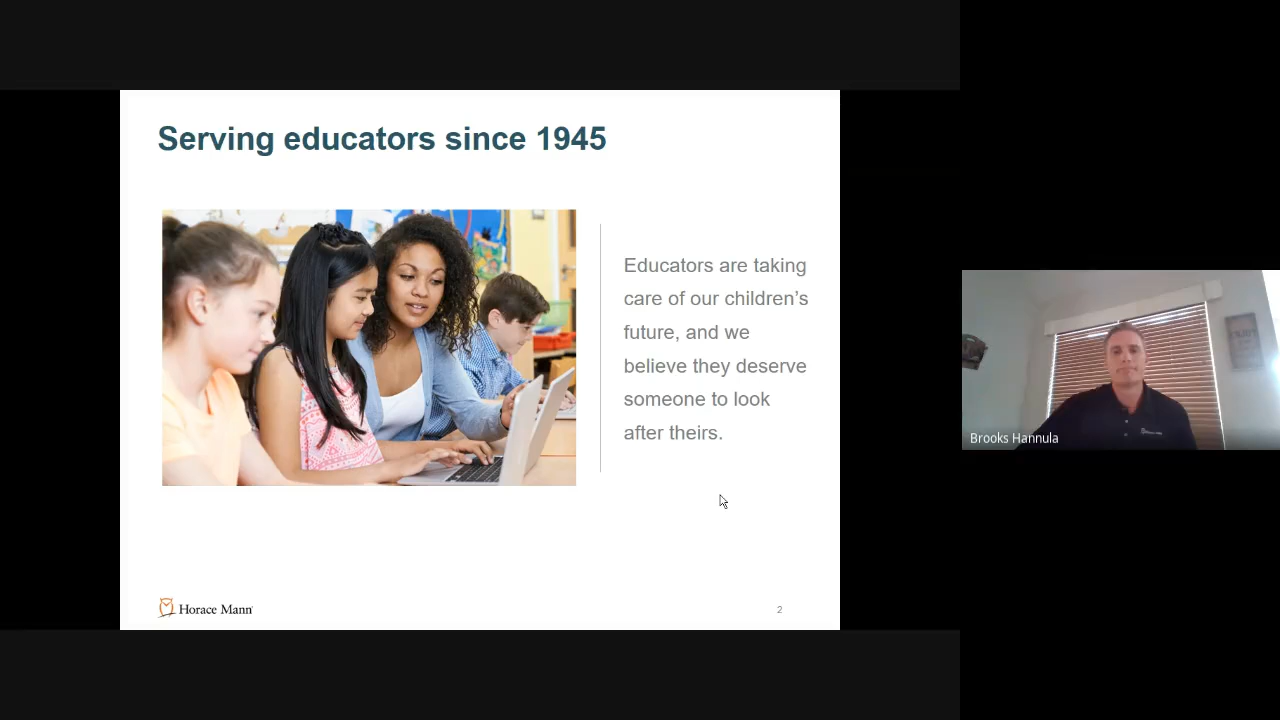 Serving educators since 1945
Educators are taking
care of our children's
future, and we
believe they deserve
someone to look
after theirs.
Horace Mann
2
Brooks Hannula